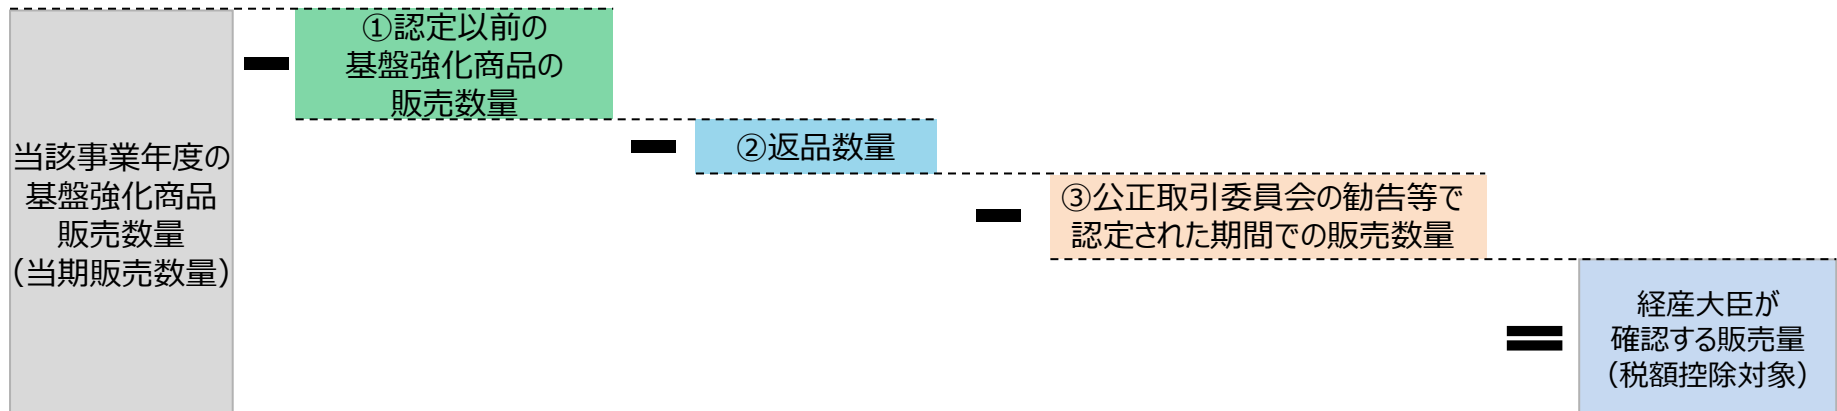 当該事業年度の
基盤強化商品
販売数量
（当期販売数量）
①認定以前の
基盤強化商品の
販売数量
②返品数量
③公正取引委員会の勧告等で
認定された期間での販売数量
経産大臣が
確認する販売量
（税額控除対象）